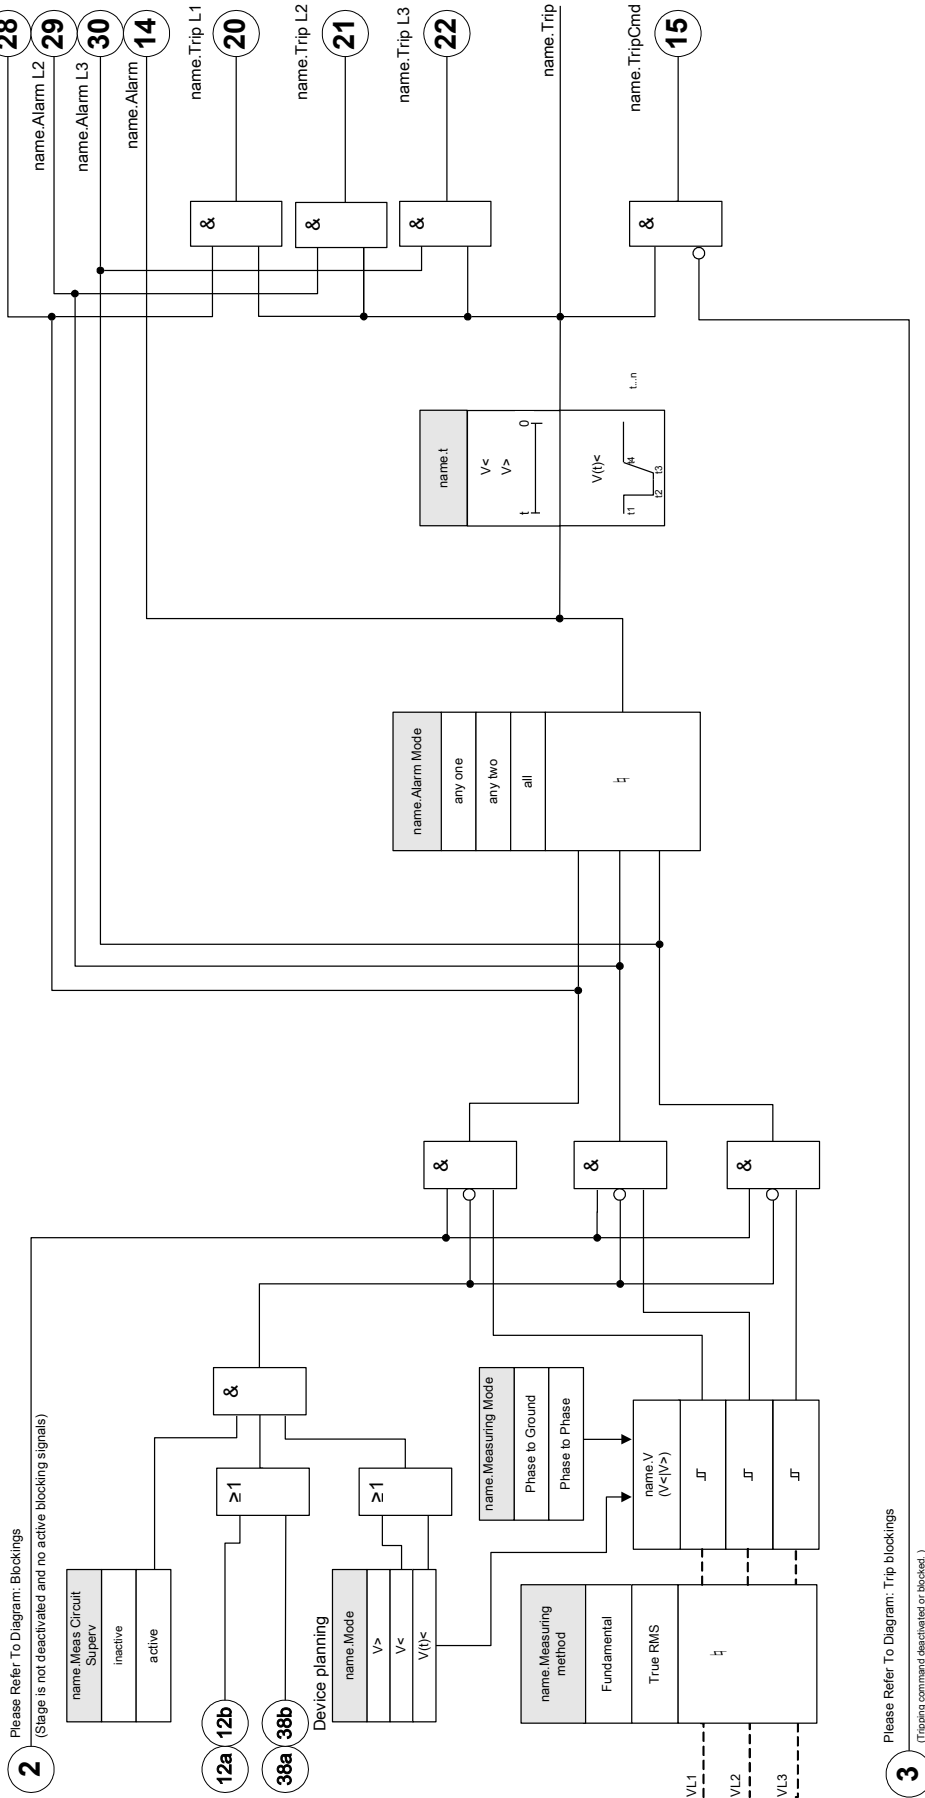 28
29
30
14
name.Alarm L2
name.Alarm L3
name.Alarm
name.Trip L1
20
name.Trip L2
21
name.Trip L3
22
name.Trip
name.TripCmd
15
&
&
&
&
name.t
V<
V>
t
0
V(t)<
t1
t2
t3
t4
t...n
name.Alarm Mode
any one
any two
all
&
&
&
Please Refer To Diagram: Blockings
2
(Stage is not deactivated and no active blocking signals)
name.Meas Circuit
Superv
inactive
active
&
≥1
≥1
12a
12b
38a
38b
Device planning
name.Mode
V>
V<
V(t)<
name.Measuring Mode
Phase to Ground
Phase to Phase
name.V
(V<|V>)
name.Measuring
method
Fundamental
True RMS
VL1
VL2
VL3
Please Refer To Diagram: Trip blockings
3
(Tripping command deactivated or blocked. )